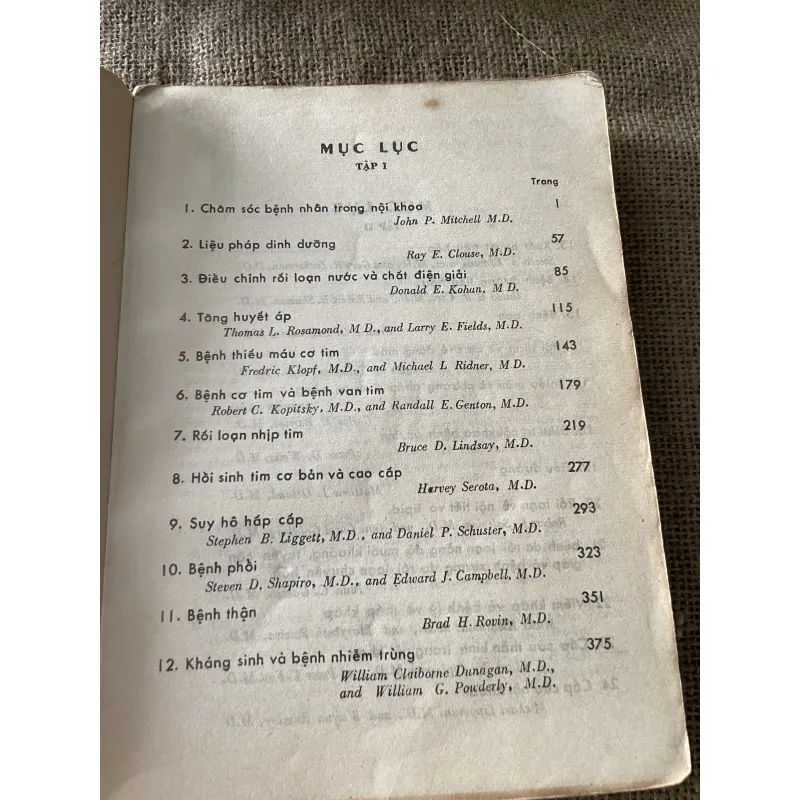 MỤC LỤC
TẬP I
Trang
1. Chăm sóc bệnh nhân trong nội khoa 1
John P. Mitchell M.D.
2. Liệu pháp dinh dưỡng 57
Ray E. Clouse, M.D.
3. Điều chỉnh rối loạn nước và chất điện giải 85
Donald E. Kohan, M D.
4. Tăng huyết áp 115
Thomas L. Rosamond, M D., and Larry E. Fields, M.D.
5. Bệnh thiếu máu cơ tim 143
Fredric Klopf, M.D., and Michael L Ridner, M.D.
6. Bệnh cơ tim và bệnh van tim 179
Robert C. Kopitsky, M.D., and Randall E. Genton, M.D.
7. Rối loạn nhịp tim 219
Bruce D. Lindsay, M.D.
8. Hồi sinh tim cơ bản và cao cấp 277
Harvey Serota, M.D.
9. Suy hô hấp cấp 293
Stephen B. Liggett, M.D., and Daniel P. Schuster, M.D.
10. Bệnh phổi 323
Steven D. Shapiro, M.D., and Edward J. Campbell, M.D.
11. Bệnh thận 351
Brad H. Rovin, M.D.
12. Kháng sinh và bệnh nhiễm trùng 375
William Claiborne Dunagan, M.D.,
and William G. Powderly, M.D.